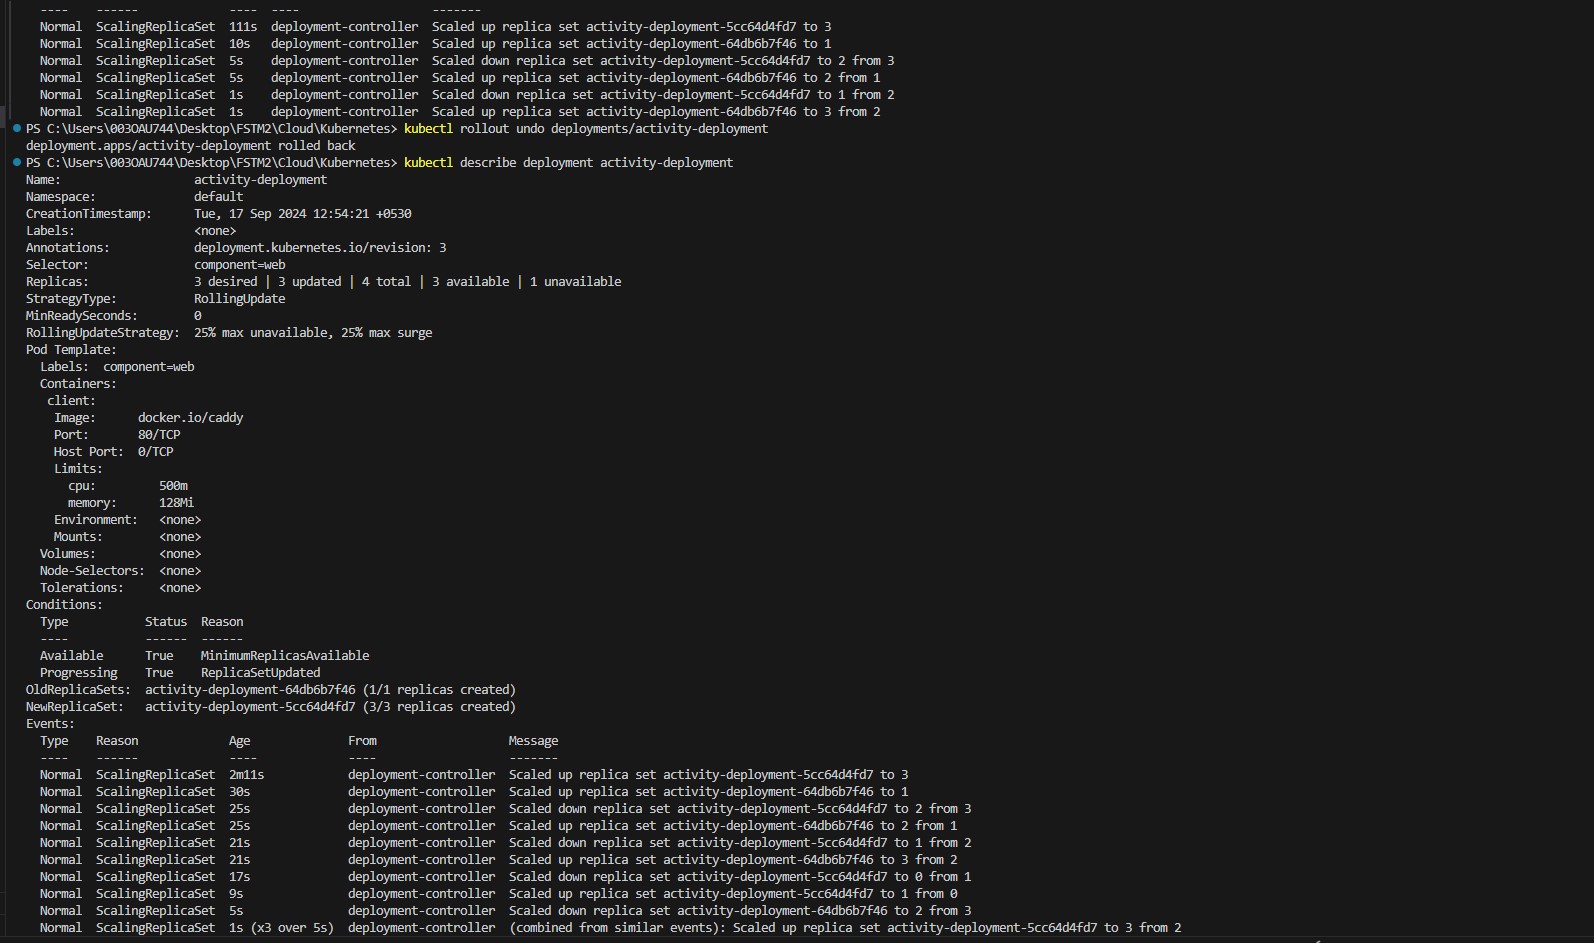 ----    ------             ----  ----                   -------
  Normal  ScalingReplicaSet  111s  deployment-controller  Scaled up replica set activity-deployment-5cc64d4fd7 to 3
  Normal  ScalingReplicaSet  10s   deployment-controller  Scaled up replica set activity-deployment-64db6b7f46 to 1
  Normal  ScalingReplicaSet  5s    deployment-controller  Scaled down replica set activity-deployment-5cc64d4fd7 to 2 from 3
  Normal  ScalingReplicaSet  5s    deployment-controller  Scaled up replica set activity-deployment-64db6b7f46 to 2 from 1
  Normal  ScalingReplicaSet  1s    deployment-controller  Scaled down replica set activity-deployment-5cc64d4fd7 to 1 from 2
  Normal  ScalingReplicaSet  1s    deployment-controller  Scaled up replica set activity-deployment-64db6b7f46 to 3 from 2
PS C:\Users\003OAU744\Desktop\FSTM2\Cloud\Kubernetes> kubectl rollout undo deployments/activity-deployment
deployment.apps/activity-deployment rolled back
PS C:\Users\003OAU744\Desktop\FSTM2\Cloud\Kubernetes> kubectl describe deployment activity-deployment
Name:                   activity-deployment
Namespace:              default
CreationTimestamp:      Tue, 17 Sep 2024 12:54:21 +0530
Labels:                 <none>
Annotations:            deployment.kubernetes.io/revision: 3
Selector:               component=web
Replicas:               3 desired | 3 updated | 4 total | 3 available | 1 unavailable
StrategyType:           RollingUpdate
MinReadySeconds:        0
RollingUpdateStrategy:  25% max unavailable, 25% max surge
Pod Template:
  Labels:  component=web
  Containers:
   client:
    Image:      docker.io/caddy
    Port:       80/TCP
    Host Port:  0/TCP
    Limits:
      cpu:        500m
      memory:     128Mi
    Environment:  <none>
    Mounts:       <none>
  Volumes:        <none>
  Node-Selectors:  <none>
  Tolerations:    <none>
Conditions:
  Type           Status  Reason
  ----           ------  ------
  Available      True    MinimumReplicasAvailable
  Progressing    True    ReplicaSetUpdated
OldReplicaSets:  activity-deployment-64db6b7f46 (1/1 replicas created)
NewReplicaSet:   activity-deployment-5cc64d4fd7 (3/3 replicas created)
Events:
  Type    Reason             Age              From                   Message
  ----    ------             ----             ----                   -------
  Normal  ScalingReplicaSet  2m11s            deployment-controller  Scaled up replica set activity-deployment-5cc64d4fd7 to 3
  Normal  ScalingReplicaSet  30s              deployment-controller  Scaled up replica set activity-deployment-64db6b7f46 to 1
  Normal  ScalingReplicaSet  25s              deployment-controller  Scaled down replica set activity-deployment-5cc64d4fd7 to 2 from 3
  Normal  ScalingReplicaSet  25s              deployment-controller  Scaled up replica set activity-deployment-64db6b7f46 to 2 from 1
  Normal  ScalingReplicaSet  21s              deployment-controller  Scaled down replica set activity-deployment-5cc64d4fd7 to 1 from 2
  Normal  ScalingReplicaSet  21s              deployment-controller  Scaled up replica set activity-deployment-64db6b7f46 to 3 from 2
  Normal  ScalingReplicaSet  17s              deployment-controller  Scaled down replica set activity-deployment-5cc64d4fd7 to 0 from 1
  Normal  ScalingReplicaSet  9s               deployment-controller  Scaled up replica set activity-deployment-5cc64d4fd7 to 1 from 0
  Normal  ScalingReplicaSet  5s               deployment-controller  Scaled down replica set activity-deployment-64db6b7f46 to 2 from 3
  Normal  ScalingReplicaSet  1s (x3 over 5s)  deployment-controller  (combined from similar events): Scaled up replica set activity-deployment-5cc64d4fd7 to 3 from 2